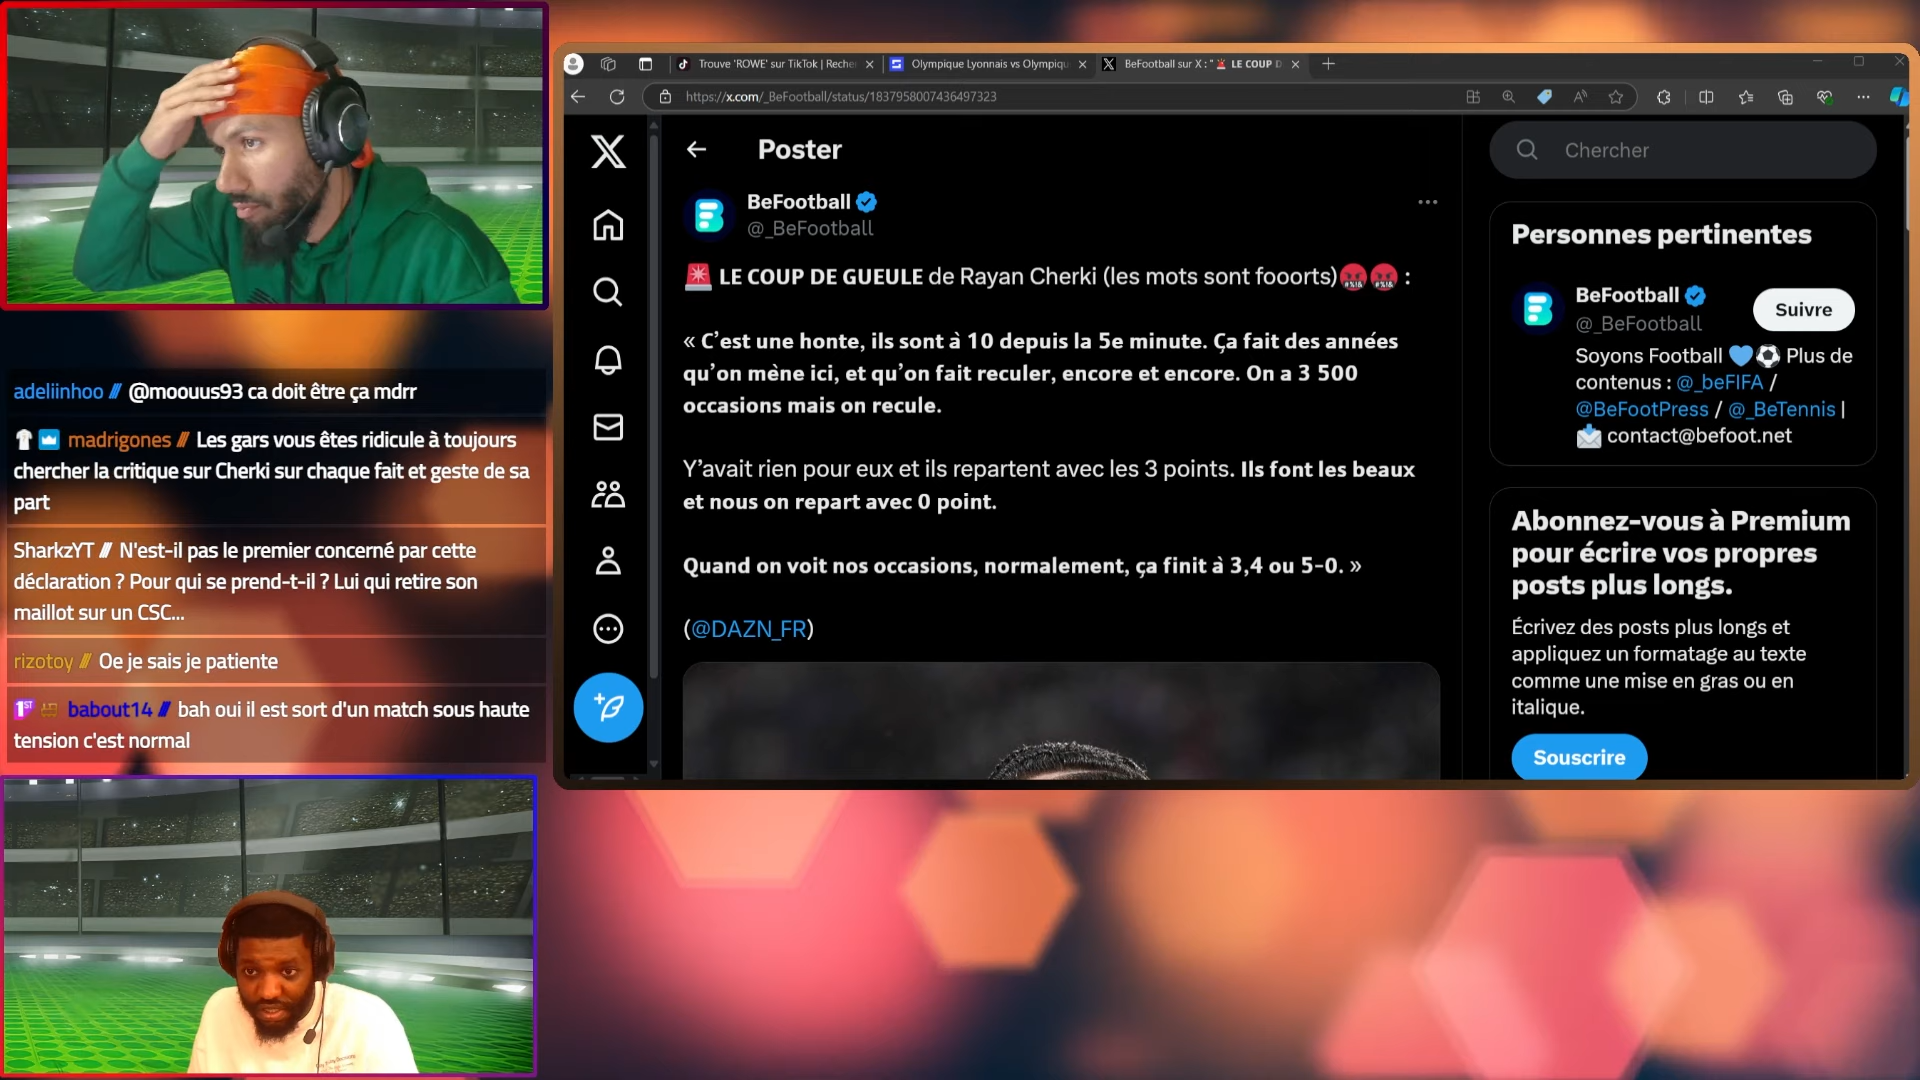 Trouve 'ROWE' sur TikTok | Recher
Olympique Lyonnais vs Olympiqu
BeFootball sur X : " 🚨 LE COUP D
https://x.com/_BeFootball/status/1837958007436497323
Poster
BeFootball
@_BeFootball
🚨 LE COUP DE GUEULE de Rayan Cherki (les mots sont fooorts)🤬🤬 :
« C’est une honte, ils sont à 10 depuis la 5e minute. Ça fait des années
qu’on mène ici, et qu’on fait reculer, encore et encore. On a 3 500
occasions mais on recule.
Y’avait rien pour eux et ils repartent avec les 3 points. Ils font les beaux
et nous on repart avec 0 point.
Quand on voit nos occasions, normalement, ça finit à 3,4 ou 5-0. »
(@DAZN_FR)
Chercher
Personnes pertinentes
BeFootball
@_BeFootball
Suivre
Soyons Football 💙⚽ Plus de
contenus : @_beFIFA /
@BeFootPress / @_BeTennis |
📩 contact@befoot.net
Abonnez-vous à Premium
pour écrire vos propres
posts plus longs.
Écrivez des posts plus longs et
appliquez un formatage au texte
comme une mise en gras ou en
italique.
Souscrire
adeliinhoo /// @moouus93 ca doit être ça mdrr
madrigones /// Les gars vous êtes ridicule à toujours
chercher la critique sur Cherki sur chaque fait et geste de sa
part
SharkzYT /// N'est-il pas le premier concerné par cette
déclaration ? Pour qui se prend-t-il ? Lui qui retire son
maillot sur un CSC...
rizotoy /// Oe je sais je patiente
1ST babout14 /// bah oui il est sort d'un match sous haute
tension c'est normal